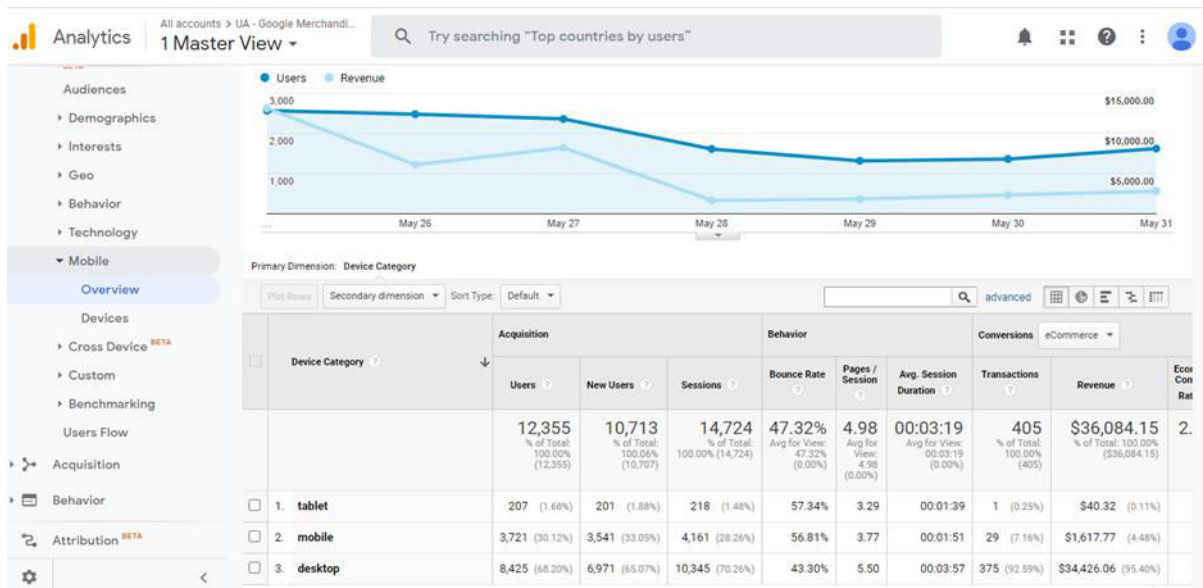 Analytics
All accounts > UA - Google Merchandi...
1 Master View
Try searching “Top countries by users”
Audiences
Demographics
Interests
Geo
Behavior
Technology
Mobile
Overview
Devices
Cross Device BETA
Custom
Benchmarking
Users Flow
Acquisition
Behavior
Attribution BETA
Users Revenue
3,000 $15,000.00
2,000 $10,000.00
1,000 $5,000.00
... May 26 May 27 May 28 May 29 May 30 May 31
Primary Dimension: Device Category
Plot Rows Secondary dimension Sort Type: Default advanced
Acquisition Behavior Conversions eCommerce
Device Category
Users New Users Sessions Bounce Rate Pages / Session Avg. Session Duration Transactions Revenue
12,355 10,713 14,724 47.32% 4.98 00:03:19 405 $36,084.15 2.
% of Total: 100.00% (12,355)
% of Total: 100.06% (10,707)
% of Total: 100.00% (14,724)
Avg for View: 47.32% (0.00%)
Avg for View: 4.98 (0.00%)
Avg for View: 00:03:19 (0.00%)
% of Total: 100.00% (405)
% of Total: 100.00% ($36,084.15)
1. tablet 207 (1.68%) 201 (1.88%) 218 (1.48%) 57.34% 3.29 00:01:39 1 (0.25%) $40.32 (0.11%)
2. mobile 3,721 (30.12%) 3,541 (33.05%) 4,161 (28.26%) 56.81% 3.77 00:01:51 29 (7.16%) $1,617.77 (4.48%)
3. desktop 8,425 (68.20%) 6,971 (65.07%) 10,345 (70.26%) 43.30% 5.50 00:03:57 375 (92.59%) $34,426.06 (95.40%)